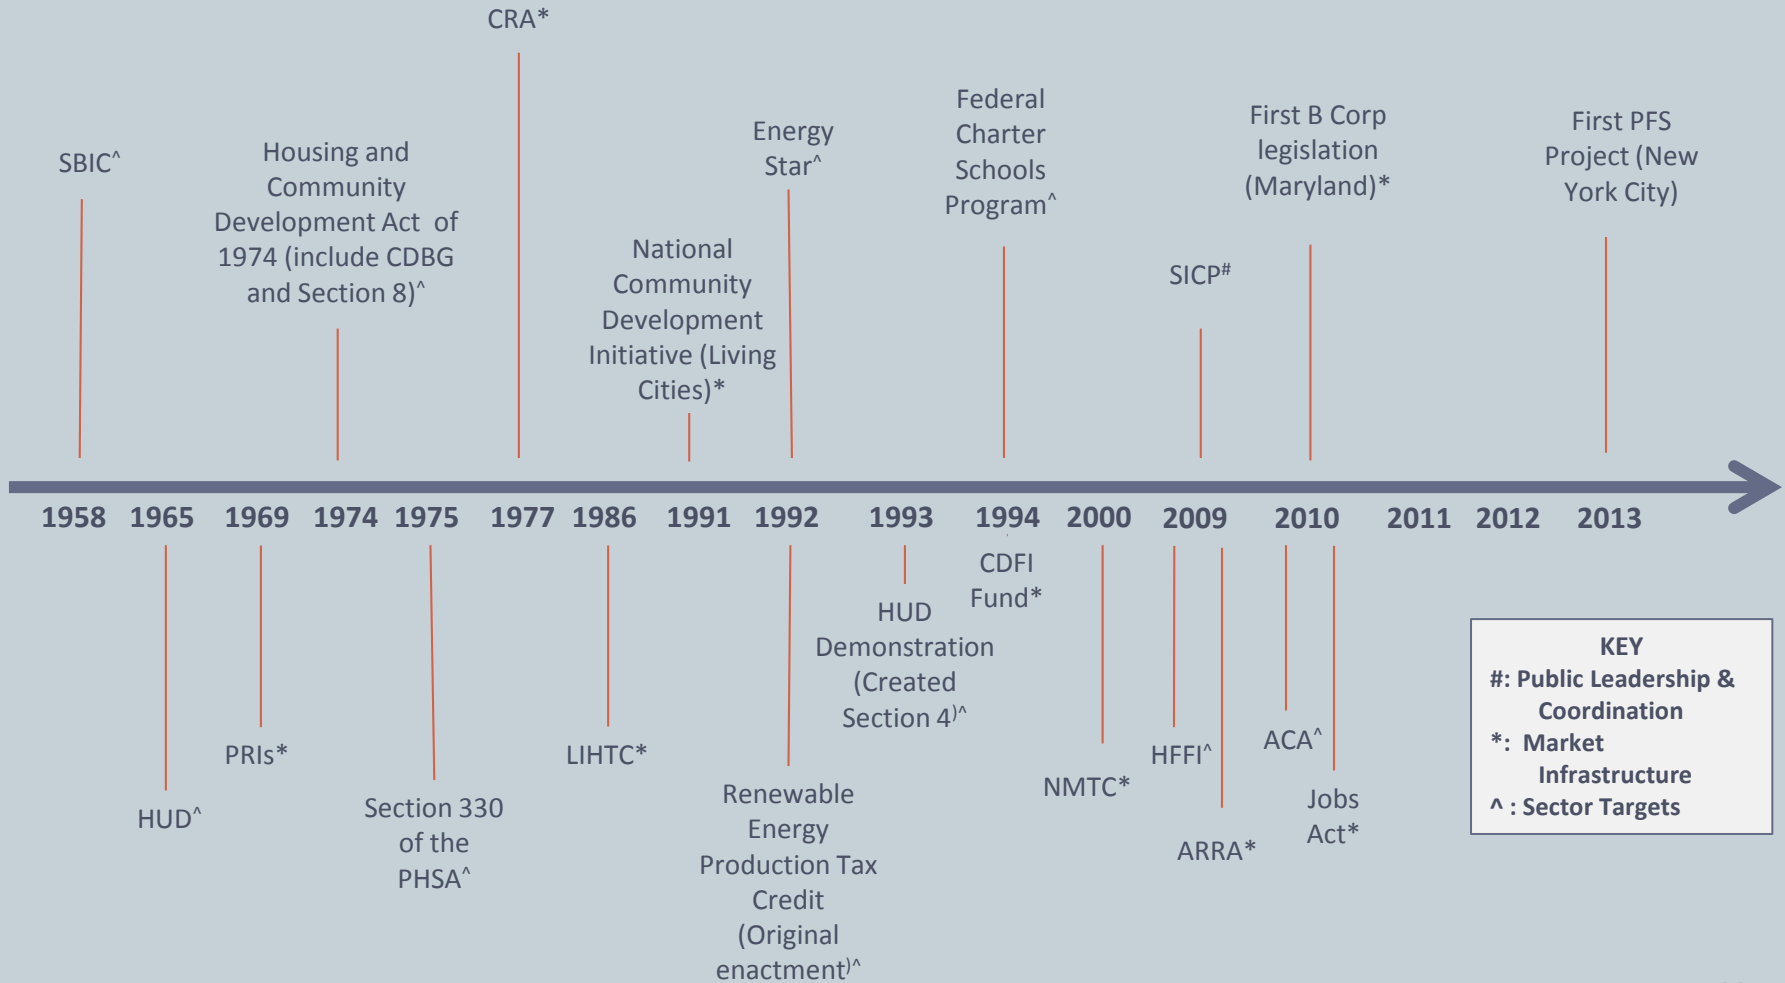 CRA*
SBIC^
Housing and
Community
Development Act of
1974 (include CDBG
and Section 8)^
National
Community
Development
Initiative (Living
Cities)*
Energy
Star^
Federal
Charter
Schools
Program^
SICP#
First B Corp
legislation
(Maryland)*
First PFS
Project (New
York City)
1958 1965 1969 1974 1975 1977 1986 1991 1992 1993 1994 2000 2009 2010 2011 2012 2013
HUD^
PRIs*
Section 330
of the
PHSA^
LIHTC*
Renewable
Energy
Production Tax
Credit
(Original
enactment)^
HUD
Demonstration
(Created
Section 4)^
CDFI
Fund*
NMTC*
HFFI^
ARRA*
ACA^
Jobs
Act*
KEY
#: Public Leadership &
Coordination
*: Market
Infrastructure
^ : Sector Targets